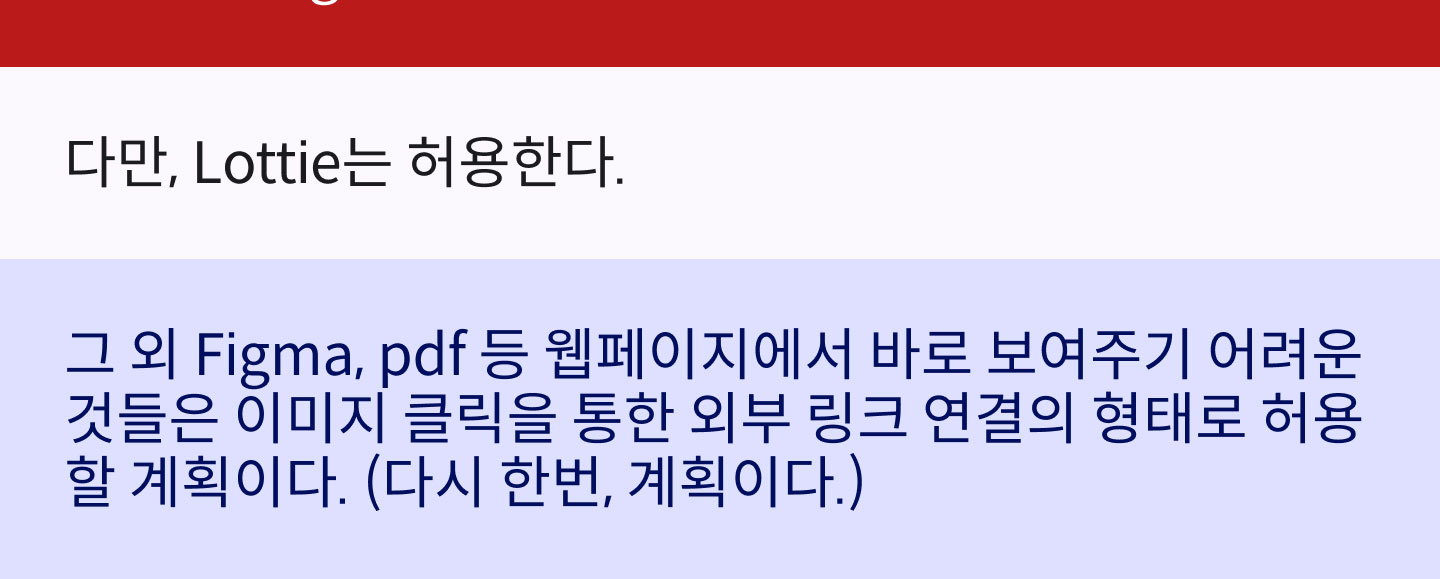 다만, Lottie는 허용한다.
그 외 Figma, pdf 등 웹페이지에서 바로 보여주기 어려운
것들은 이미지 클릭을 통한 외부 링크 연결의 형태로 허용
할 계획이다. (다시 한번, 계획이다.)